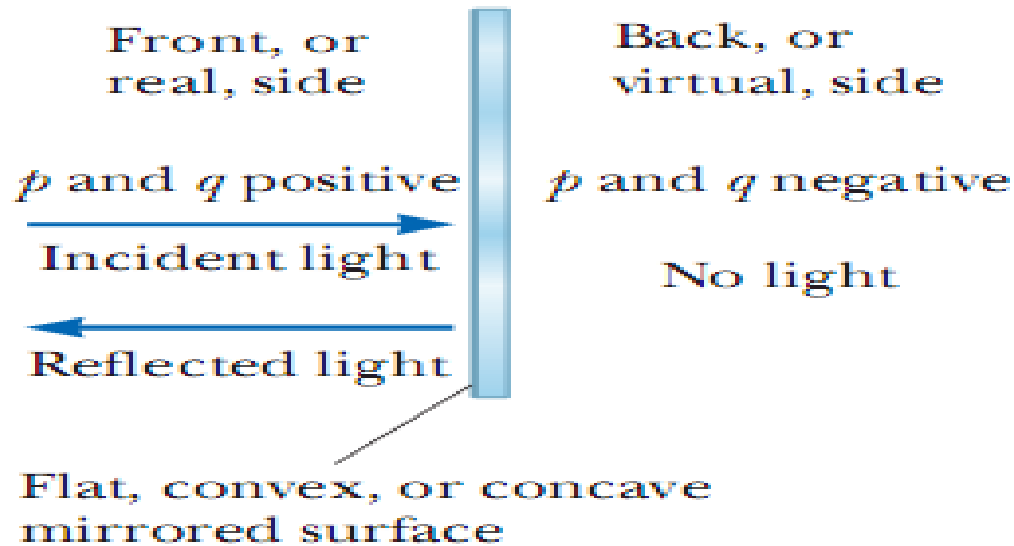 Front, or
real, side
p and q positive
Incident light
Reflected light
Back, or
virtual, side
p and q negative
No light
Flat, convex, or concave
mirrored surface